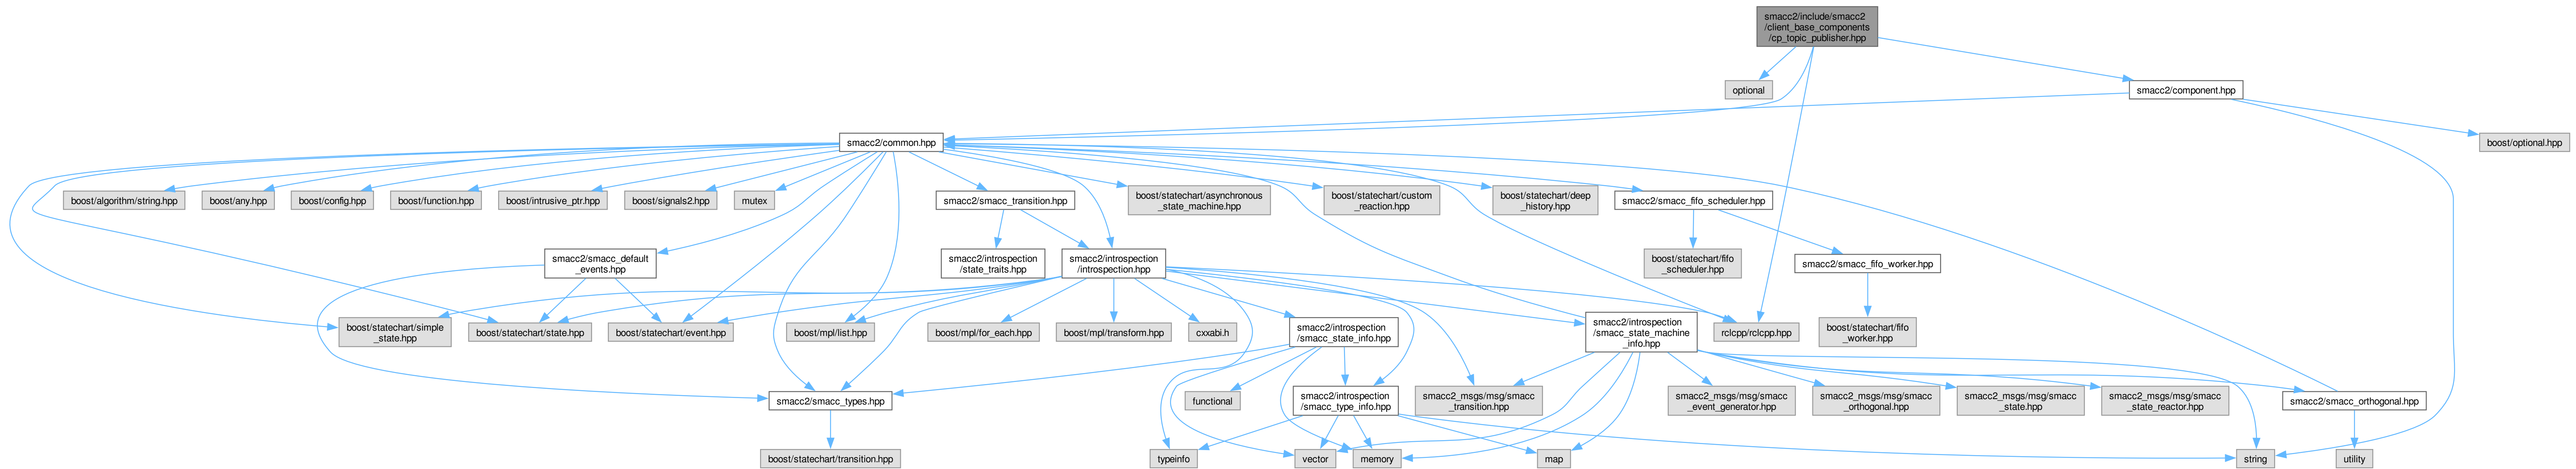 smacc2/include/smacc2
/client_base_components
/cp_topic_publisher.hpp
optional
smacc2/component.hpp
smacc2/common.hpp
boost/optional.hpp
boost/algorithm/string.hpp
boost/any.hpp
boost/config.hpp
boost/function.hpp
boost/intrusive_ptr.hpp
boost/signals2.hpp
mutex
smacc2/smacc_transition.hpp
boost/statechart/asynchronous
_state_machine.hpp
boost/statechart/custom
_reaction.hpp
boost/statechart/deep
_history.hpp
smacc2/smacc_fifo_scheduler.hpp
smacc2/smacc_default
_events.hpp
smacc2/introspection
/state_traits.hpp
smacc2/introspection
/introspection.hpp
boost/statechart/fifo
_scheduler.hpp
smacc2/smacc_fifo_worker.hpp
boost/statechart/simple
_state.hpp
boost/statechart/state.hpp
boost/statechart/event.hpp
boost/mpl/list.hpp
boost/mpl/for_each.hpp
boost/mpl/transform.hpp
cxxabi.h
smacc2/introspection
/smacc_state_info.hpp
smacc2/introspection
/smacc_state_machine
_info.hpp
rclcpp/rclcpp.hpp
boost/statechart/fifo
_worker.hpp
smacc2/smacc_types.hpp
functional
smacc2/introspection
/smacc_type_info.hpp
smacc2_msgs/msg/smacc
_transition.hpp
smacc2_msgs/msg/smacc
_event_generator.hpp
smacc2_msgs/msg/smacc
_orthogonal.hpp
smacc2_msgs/msg/smacc
_state.hpp
smacc2_msgs/msg/smacc
_state_reactor.hpp
smacc2/smacc_orthogonal.hpp
boost/statechart/transition.hpp
typeinfo
vector
memory
map
string
utility